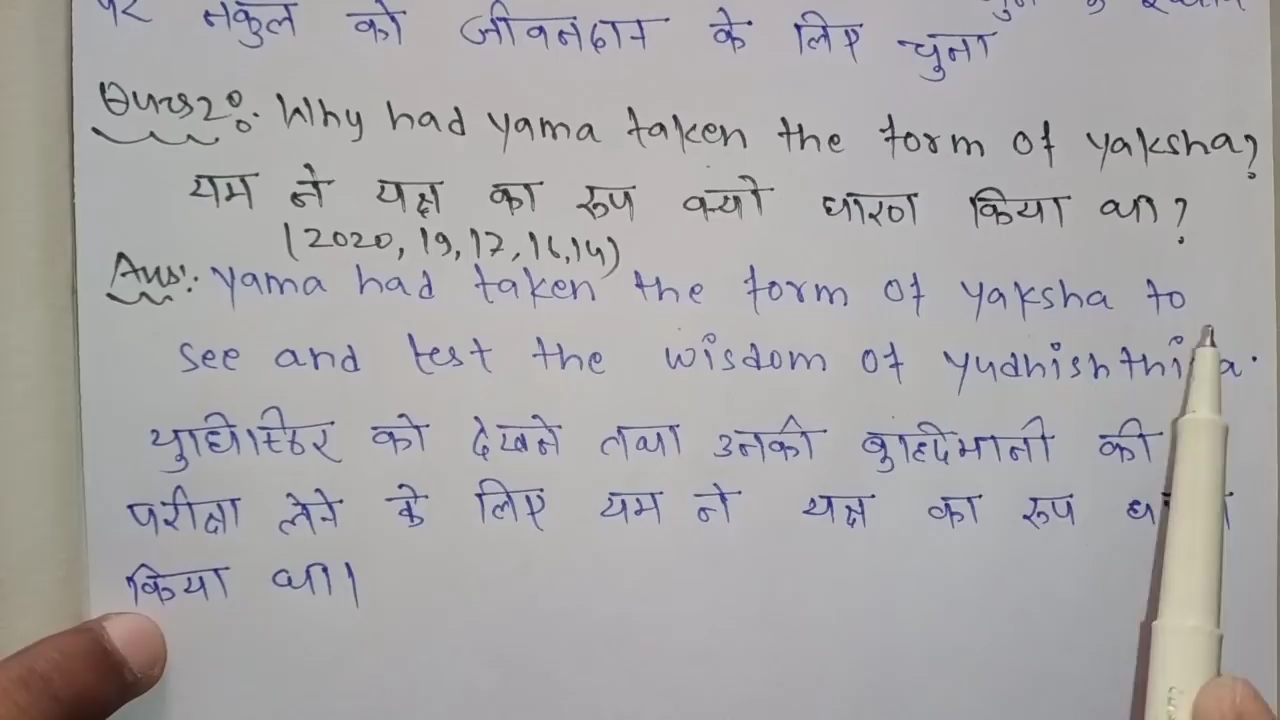 पर नकुल को जीवनदान के लिए चुना
Ques2: Why had yama taken the form of yaksha?
यम ने यक्ष का रूप क्यो धारण किया था?
(2020, 19, 17, 16, 14)
Ans: Yama had taken the form of yaksha to
see and test the wisdom of yudhishthira.
युधिष्ठिर को देखने तथा उनकी बुद्धिमानी की
परीक्षा लेने के लिए यम ने यक्ष का रूप
किया था।